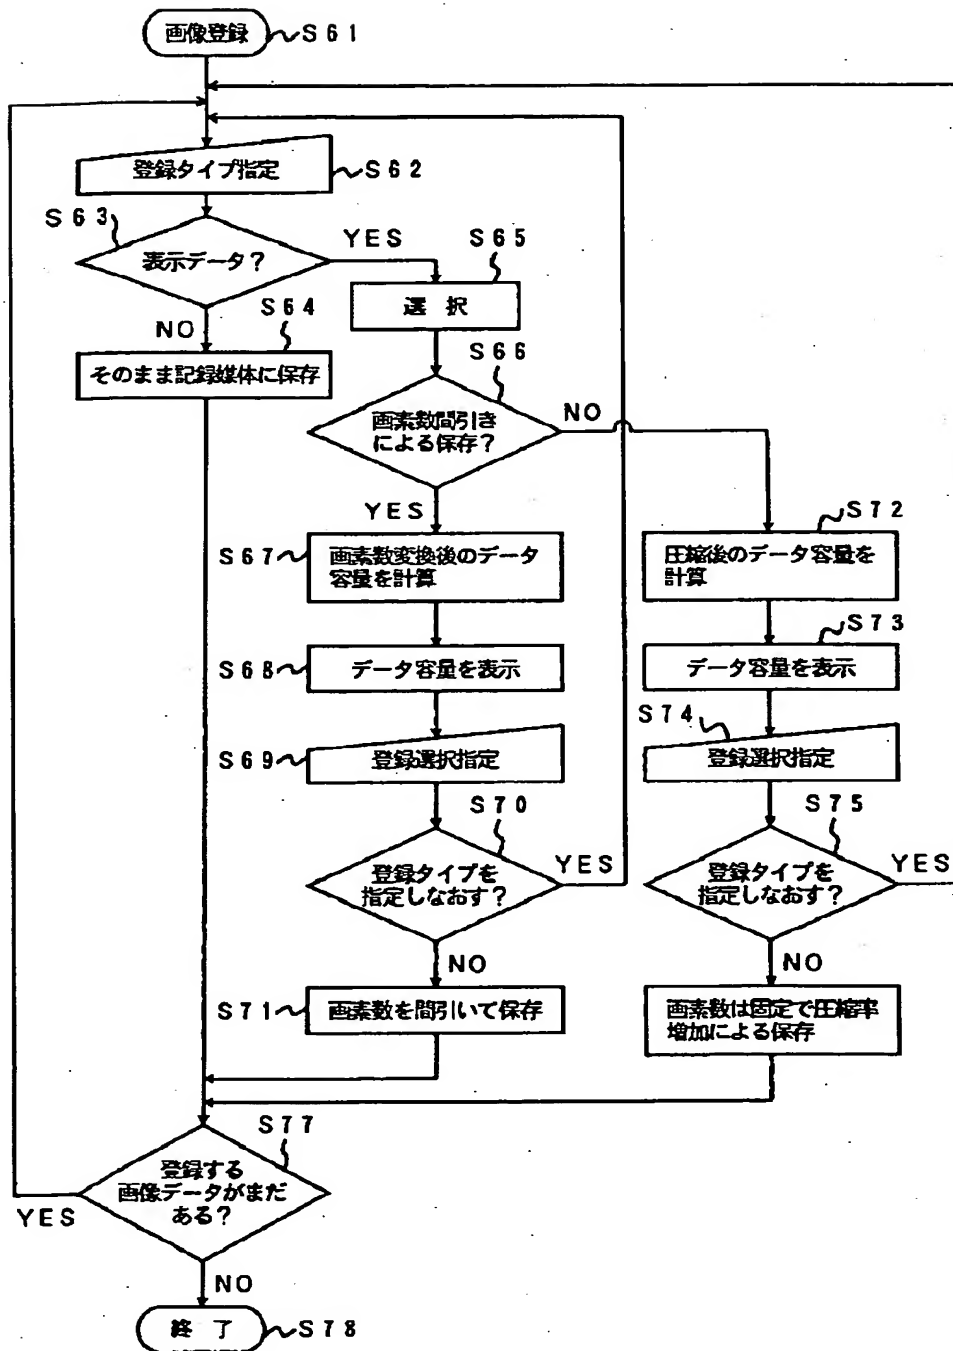 画像登録
S61
登録タイプ指定
S62
S63
表示データ?
YES
NO
S64
そのまま記録媒体に保存
S65
選 択
S66
画素数間引き
による保存?
NO
YES
S67
画素数変換後のデータ
容量を計算
S68
データ容量を表示
S69
登録選択指定
S70
登録タイプを
指定しなおす?
YES
NO
S71
画素数を間引いて保存
S72
圧縮後のデータ容量を
計算
S73
データ容量を表示
S74
登録選択指定
S75
登録タイプを
指定しなおす?
YES
NO
画素数は固定で圧縮率
増加による保存
S77
登録する
画像データがまだ
ある?
YES
NO
終 了
S78